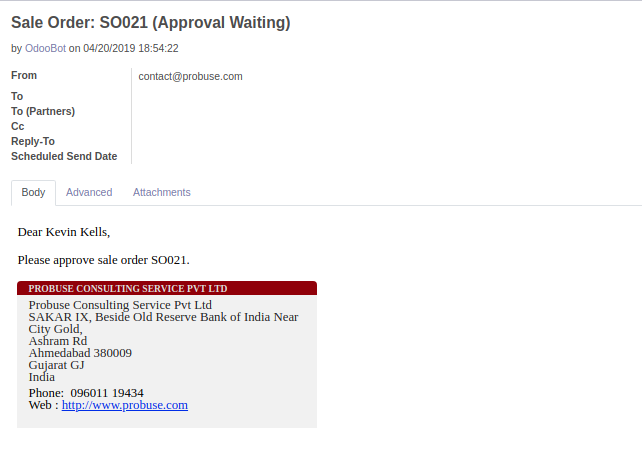 Sale Order: SO021 (Approval Waiting)
by OdooBot on 04/20/2019 18:54:22
From contact@probuse.com
To
To (Partners)
Cc
Reply-To
Scheduled Send Date
Body Advanced Attachments
Dear Kevin Kells,
Please approve sale order SO021.
PROBUSE CONSULTING SERVICE PVT LTD
Probuse Consulting Service Pvt Ltd
SAKAR IX, Beside Old Reserve Bank of India Near
City Gold,
Ashram Rd
Ahmedabad 380009
Gujarat GJ
India
Phone:  096011 19434
Web : http://www.probuse.com